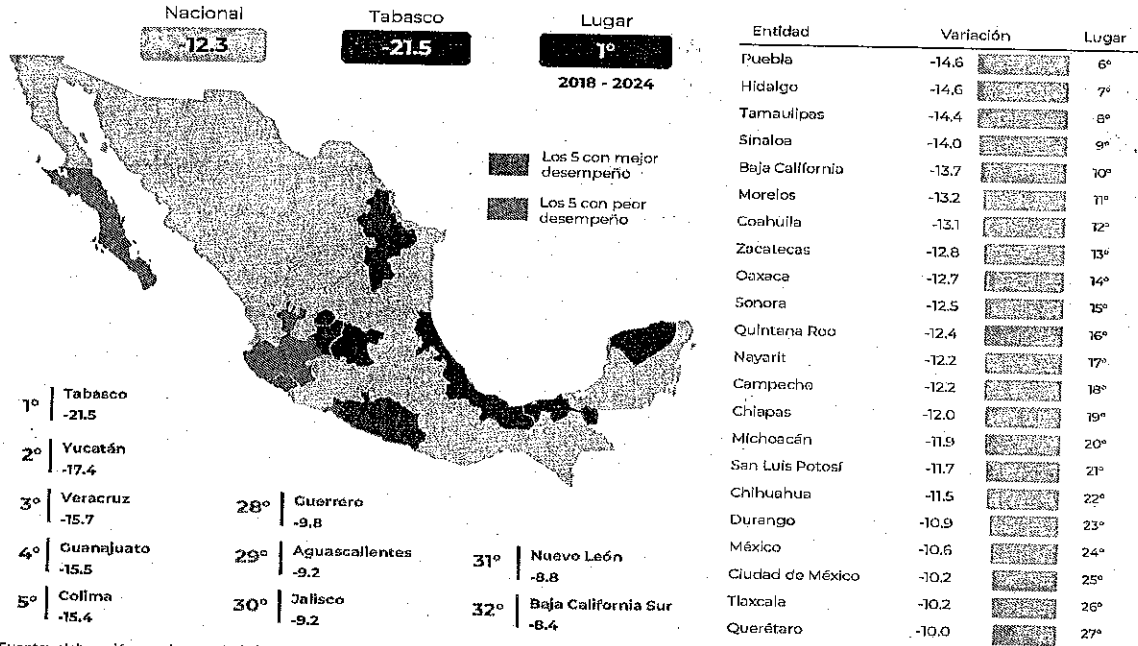 Nacional
-12.3
Tabasco
-21.5
Lugar
1°
2018 - 2024
Los 5 con mejor
desempeño
Los 5 con peor
desempeño
1° Tabasco
-21.5
2° Yucatán
-17.4
3° Veracruz
-15.7
4° Guanajuato
-15.5
5° Colima
-15.4
28° Guerrero
-9.8
29° Aguascalientes
-9.2
30° Jalisco
-9.2
31° Nuevo León
-8.8
32° Baja California Sur
-8.4
Entidad Variación Lugar
Puebla -14.6 6°
Hidalgo -14.6 7°
Tamaulipas -14.4 8°
Sinaloa -14.0 9°
Baja California -13.7 10°
Morelos -13.2 11°
Coahuila -13.1 12°
Zacatecas -12.8 13°
Oaxaca -12.7 14°
Sonora -12.5 15°
Quintana Roo -12.4 16°
Nayarit -12.2 17°
Campeche -12.2 18°
Chiapas -12.0 19°
Michoacán -11.9 20°
San Luis Potosí -11.7 21°
Chihuahua -11.5 22°
Durango -10.9 23°
México -10.6 24°
Ciudad de México -10.2 25°
Tlaxcala -10.2 26°
Querétaro -10.0 27°